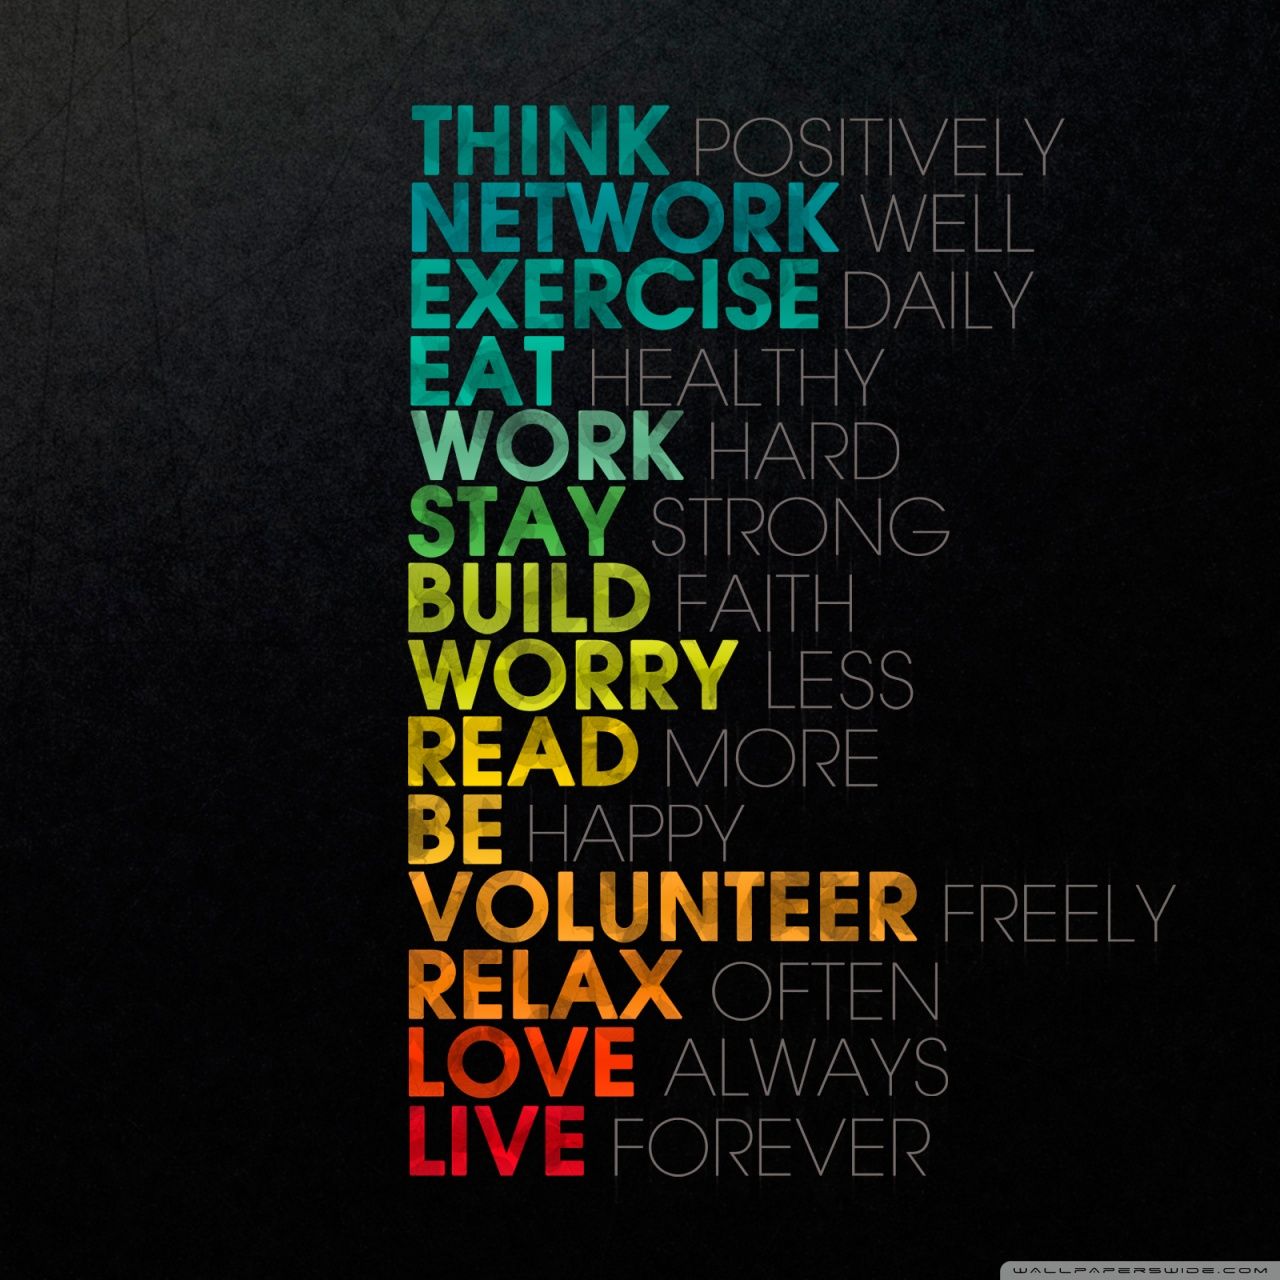 THINK POSITIVELY
NETWORK WELL
EXERCISE DAILY
EAT HEALTHY
WORK HARD
STAY STRONG
BUILD FAITH
WORRY LESS
READ MORE
BE HAPPY
VOLUNTEER FREELY
RELAX OFTEN
LOVE ALWAYS
LIVE FOREVER
WALLPAPERSWIDE.COM